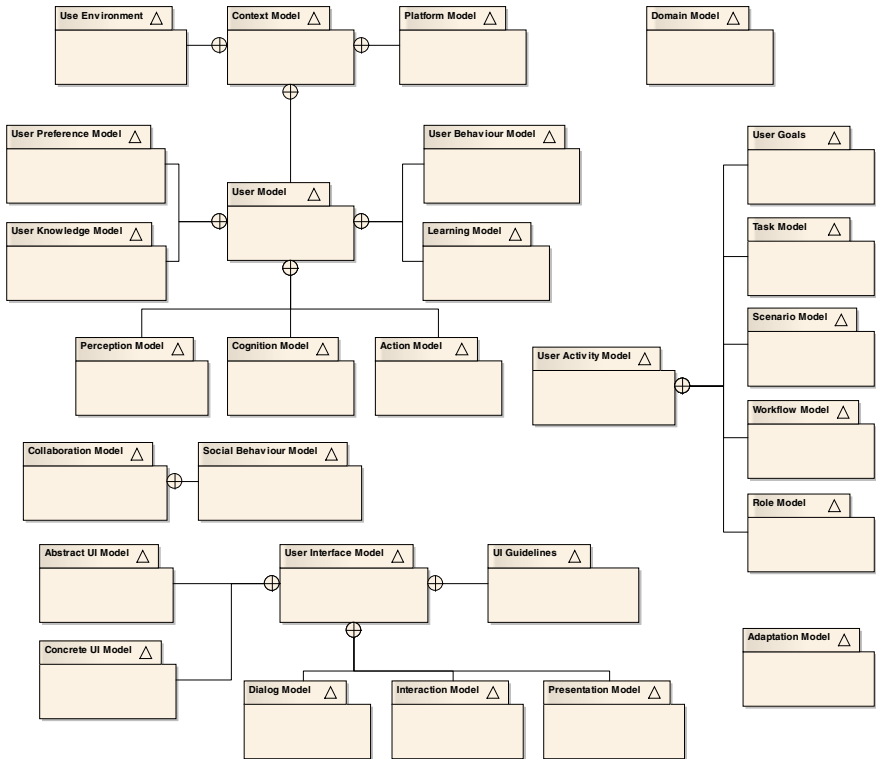 Use Environment
Context Model
Platform Model
Domain Model
User Preference Model
User Behaviour Model
User Goals
User Model
User Knowledge Model
Learning Model
Task Model
Scenario Model
Perception Model
Cognition Model
Action Model
User Activity Model
Workflow Model
Collaboration Model
Social Behaviour Model
Role Model
Abstract UI Model
User Interface Model
UI Guidelines
Adaptation Model
Concrete UI Model
Dialog Model
Interaction Model
Presentation Model